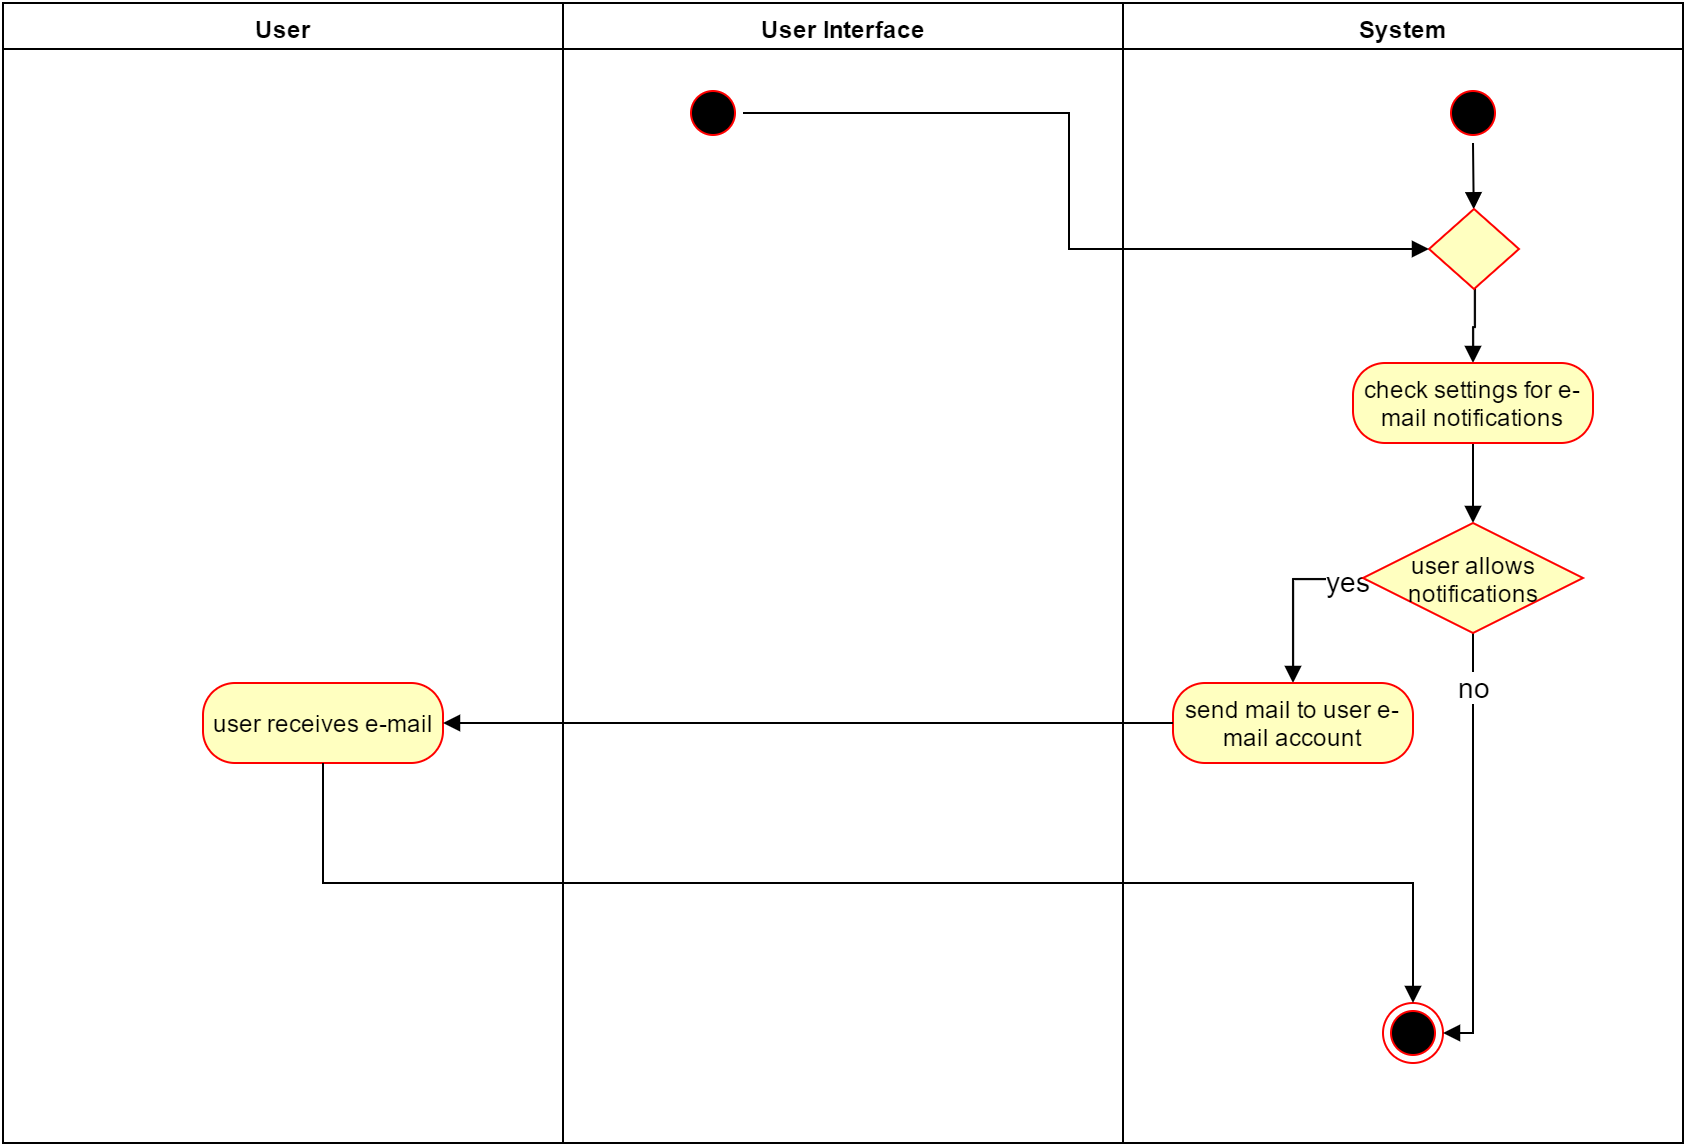 User
User Interface
System
check settings for e-
mail notifications
user allows
notifications
yes
no
user receives e-mail
send mail to user e-
mail account